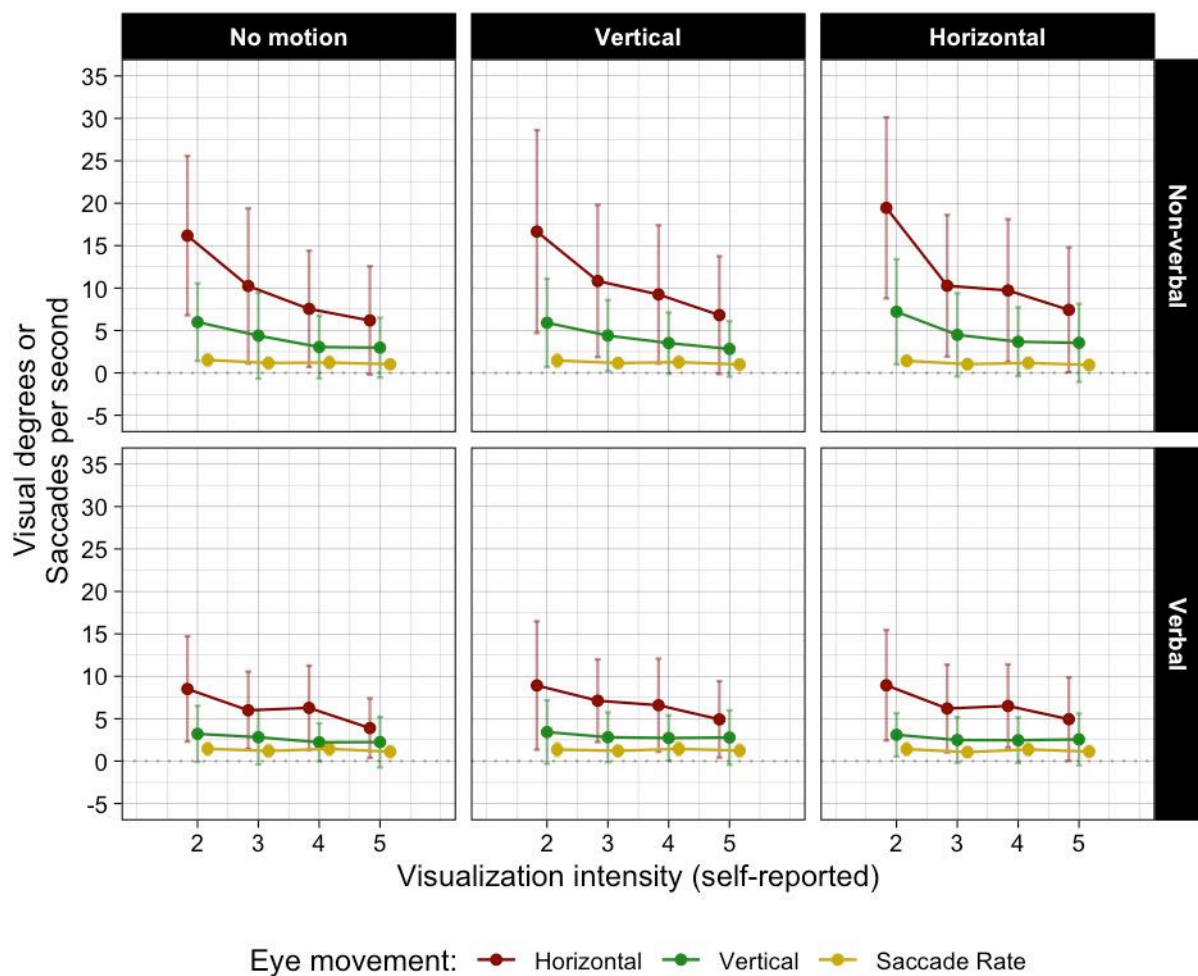 No motion
Vertical
Horizontal
35
30
25
20
15
10
5
0
-5
Non-verbal
35
30
25
20
15
10
5
0
-5
Verbal
Visual degrees or
Saccades per second
2 3 4 5
2 3 4 5
2 3 4 5
Visualization intensity (self-reported)
Eye movement: Horizontal Vertical Saccade Rate